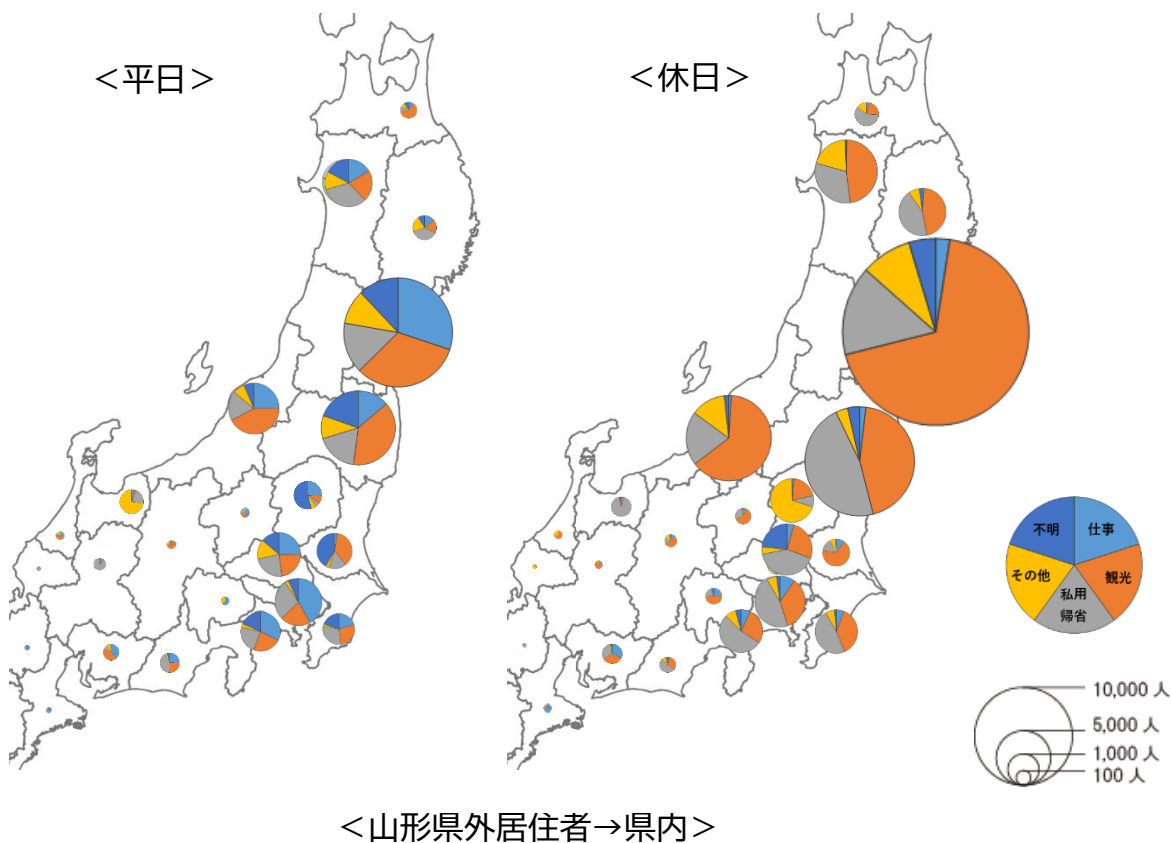 ＜平日＞
＜休日＞
不明
仕事
その他
観光
私用
帰省
10,000 人
5,000 人
1,000 人
100 人
＜山形県外居住者→県内＞